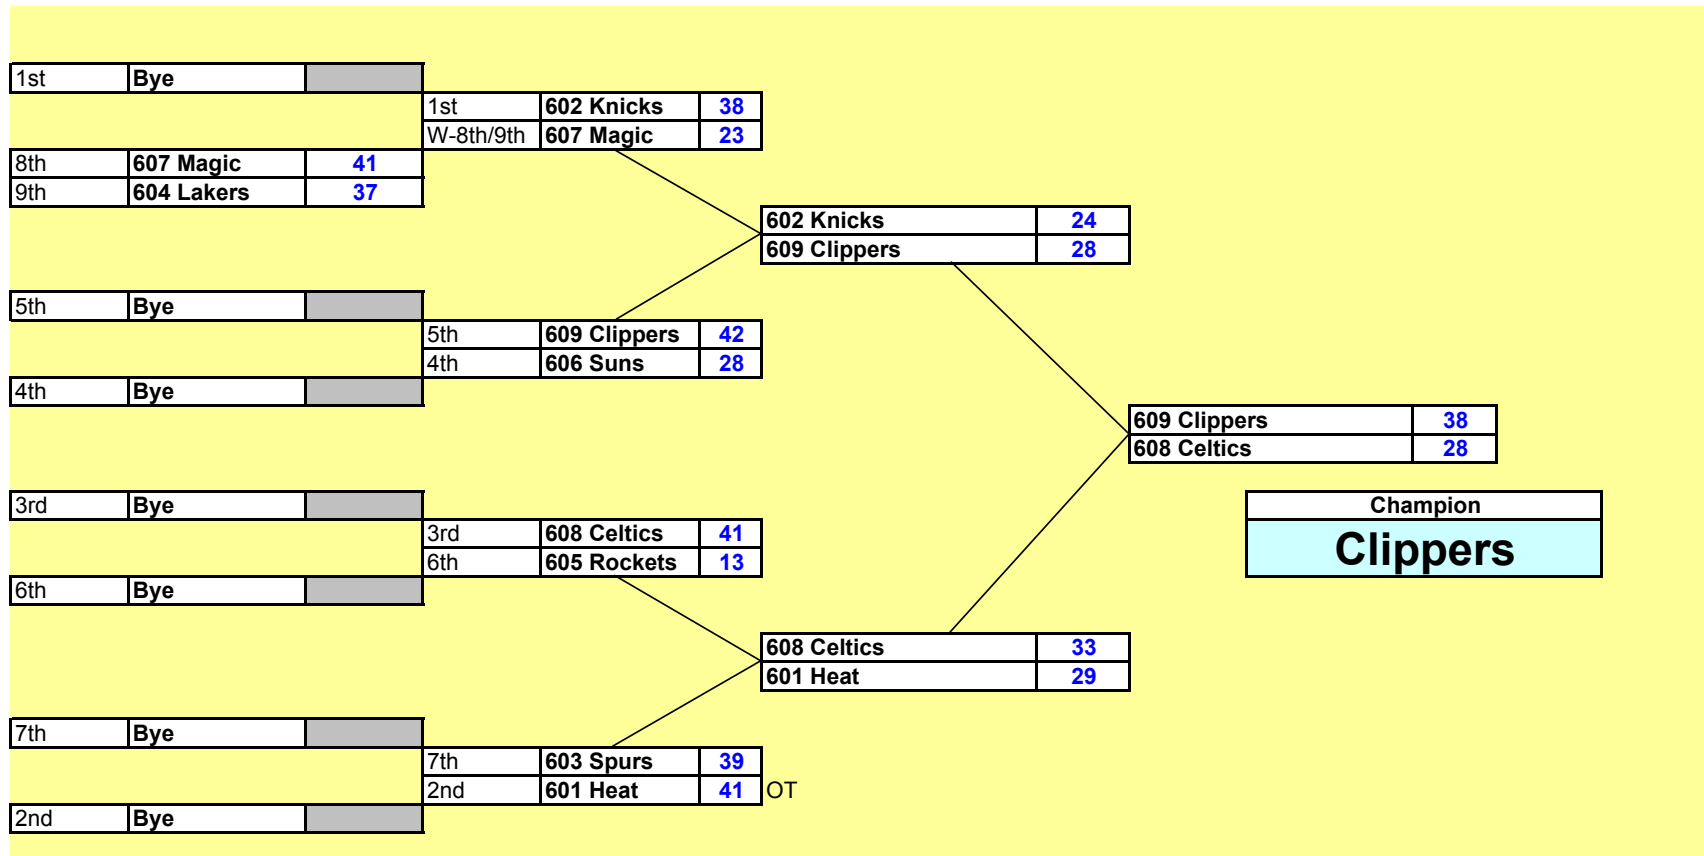 1st Bye
1st 602 Knicks 38
W-8th/9th 607 Magic 23
8th 607 Magic 41
9th 604 Lakers 37
602 Knicks 24
609 Clippers 28
5th Bye
5th 609 Clippers 42
4th 606 Suns 28
4th Bye
609 Clippers 38
608 Celtics 28
3rd Bye
Champion
3rd 608 Celtics 41
Clippers
6th 605 Rockets 13
6th Bye
608 Celtics 33
601 Heat 29
7th Bye
7th 603 Spurs 39
2nd 601 Heat 41 OT
2nd Bye